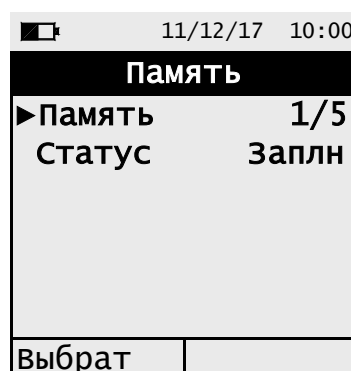 11/12/17 10:00
Память
►Память 1/5
Статус Заплн
Выбрат